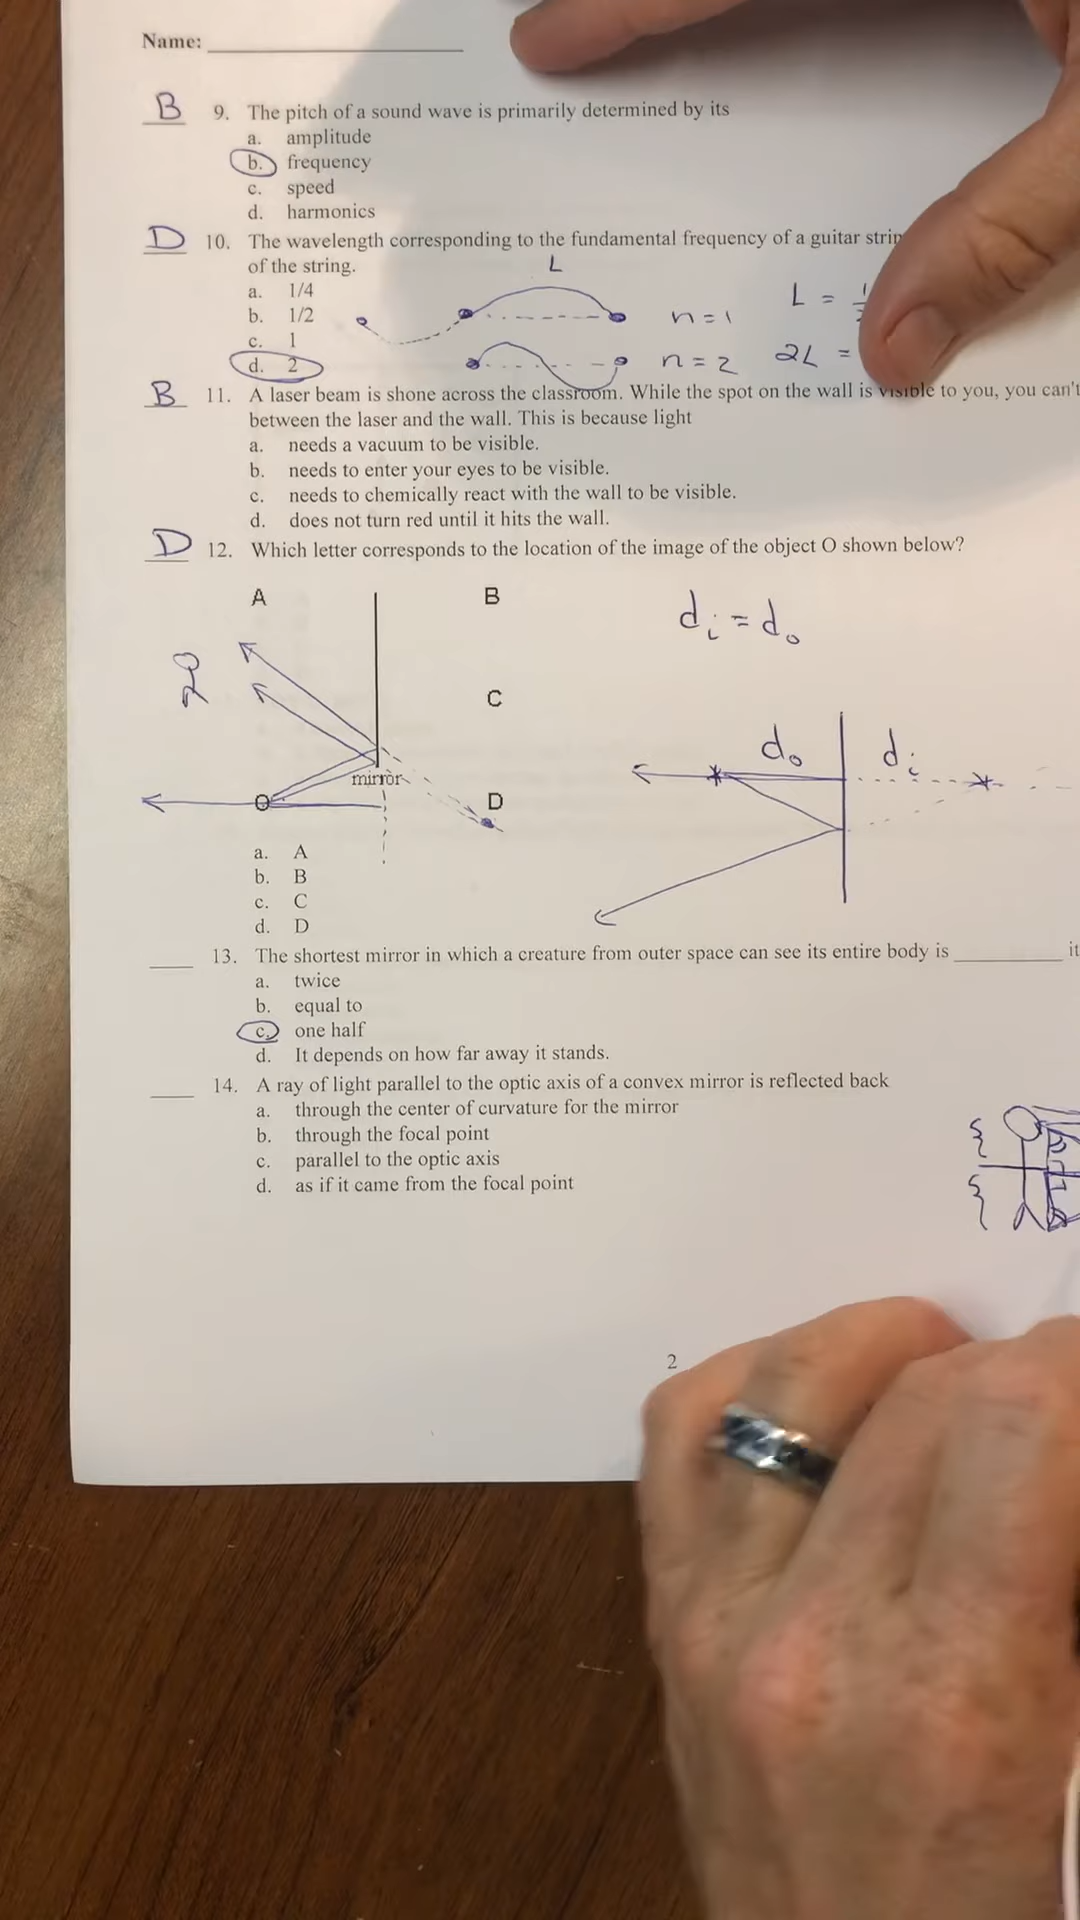 Name:
B 9. The pitch of a sound wave is primarily determined by its
a. amplitude
b. frequency
c. speed
d. harmonics
D 10. The wavelength corresponding to the fundamental frequency of a guitar
of the string.
L
a. 1/4
b. 1/2
c. 1
d. 2
n=1 L =
n=2 2L =
B 11. A laser beam is shone across the classroom. While the spot on the wall is visible to you, you can't
between the laser and the wall. This is because light
a. needs a vacuum to be visible.
b. needs to enter your eyes to be visible.
c. needs to chemically react with the wall to be visible.
d. does not turn red until it hits the wall.
D 12. Which letter corresponds to the location of the image of the object O shown below?
A B
di = do
C
do di
mirror
O D
a. A
b. B
c. C
d. D
13. The shortest mirror in which a creature from outer space can see its entire body is it
a. twice
b. equal to
c. one half
d. It depends on how far away it stands.
14. A ray of light parallel to the optic axis of a convex mirror is reflected back
a. through the center of curvature for the mirror
b. through the focal point
c. parallel to the optic axis
d. as if it came from the focal point
2